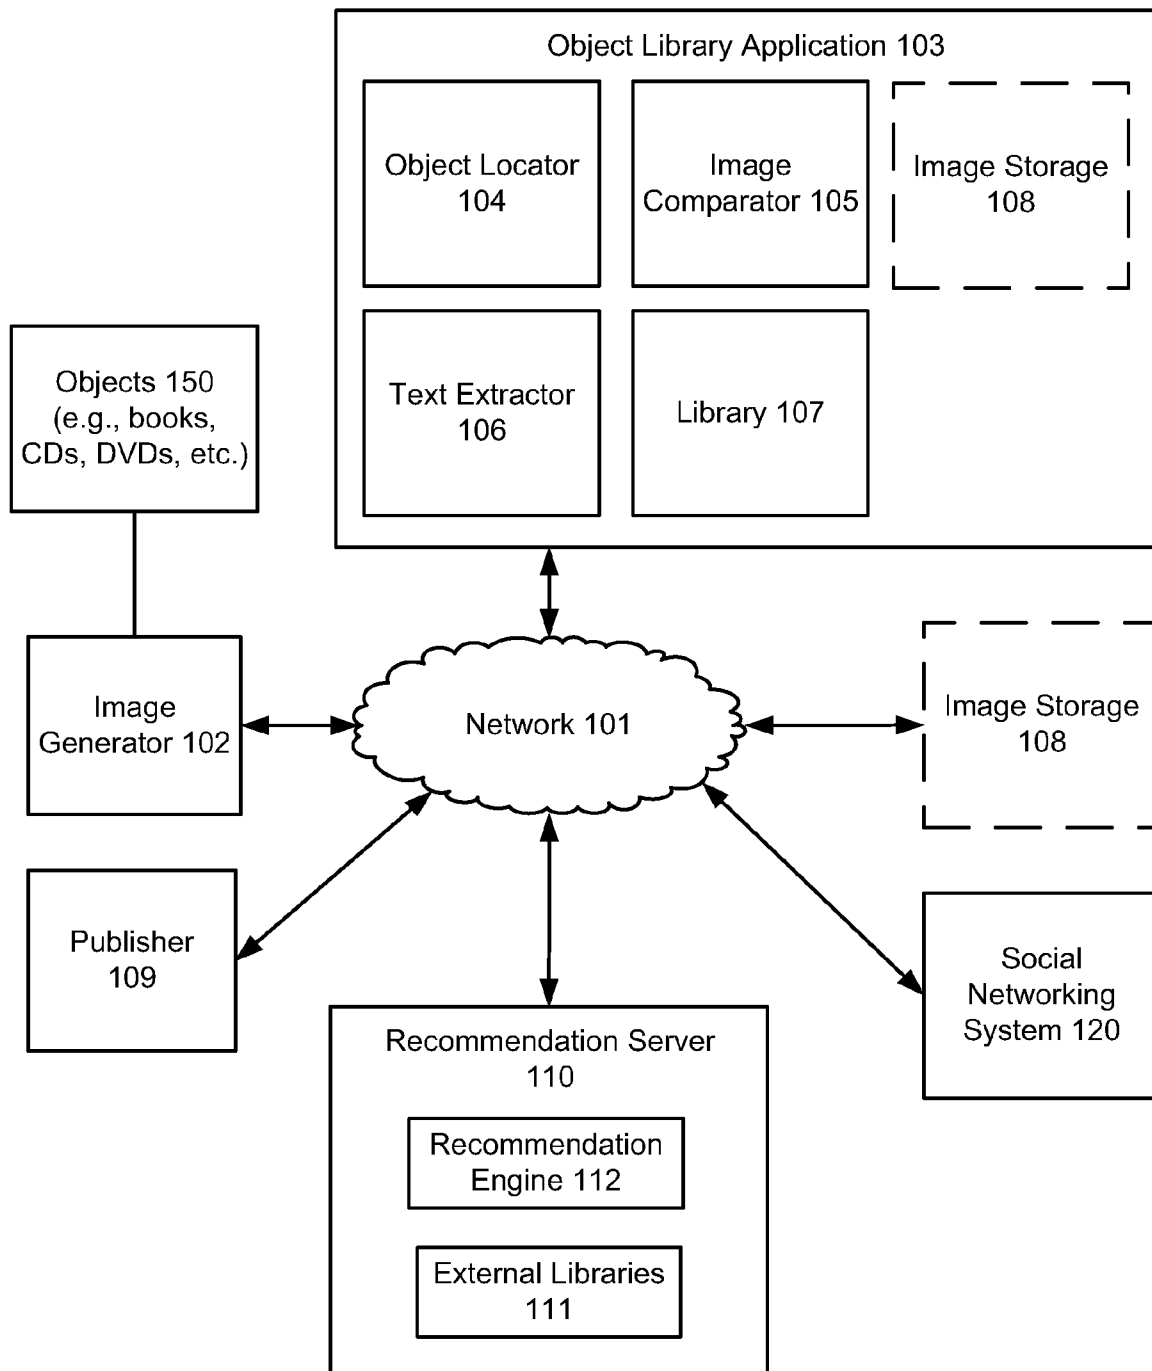 Object Library Application 103
Object Locator
104
Image
Comparator 105
Image Storage
108
Text Extractor
106
Library 107
Objects 150
(e.g., books,
CDs, DVDs, etc.)
Image
Generator 102
Network 101
Image Storage
108
Publisher
109
Social
Networking
System 120
Recommendation Server
110
Recommendation
Engine 112
External Libraries
111